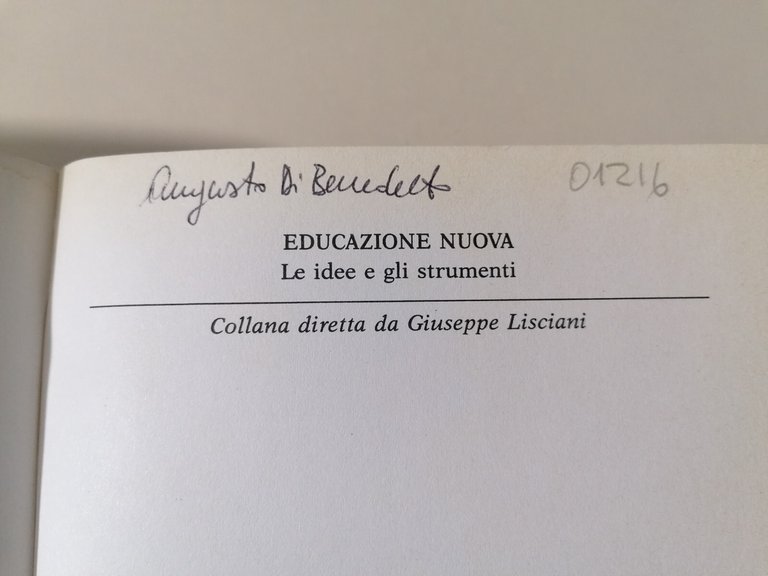 Augusto Di Benedetto 01216
EDUCAZIONE NUOVA
Le idee e gli strumenti
Collana diretta da Giuseppe Lisciani